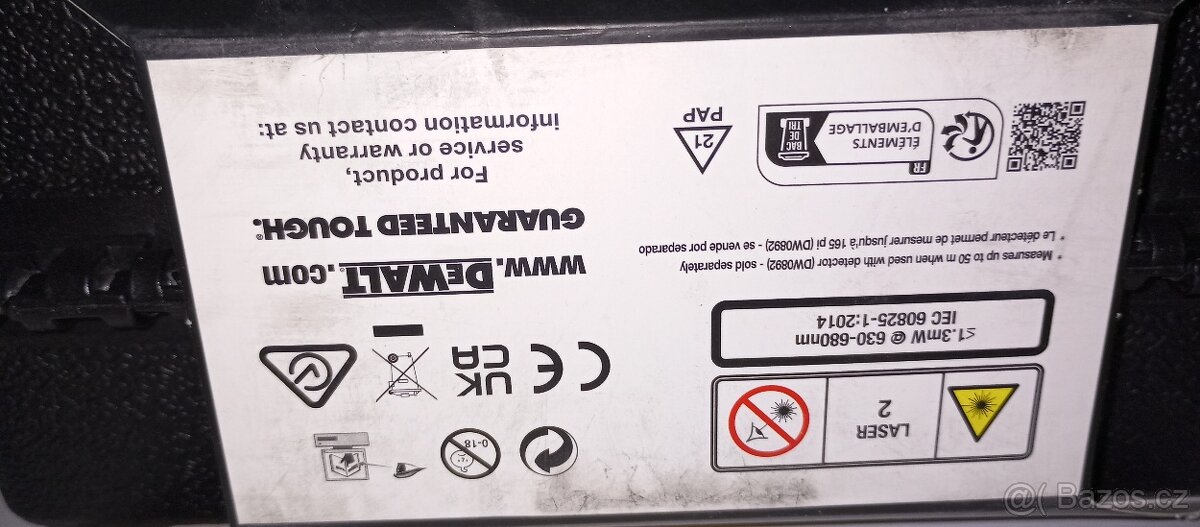 LASER
2
≤1.3mW @ 630-680nm
IEC 60825-1:2014
* Measures up to 50 m when used with detector (DW0892) - sold separately
* Le détecteur permet de mesurer jusqu'à 165 pi (DW0892) - se vende por separado
FR
ÉLÉMENTS
D'EMBALLAGE
BAC
DE
TRI
21
PAP
0-18
CE
UK
CA
www.DEWALT.com
GUARANTEED TOUGH.®
For product,
service or warranty
information contact us at:
@( Bazos.cz